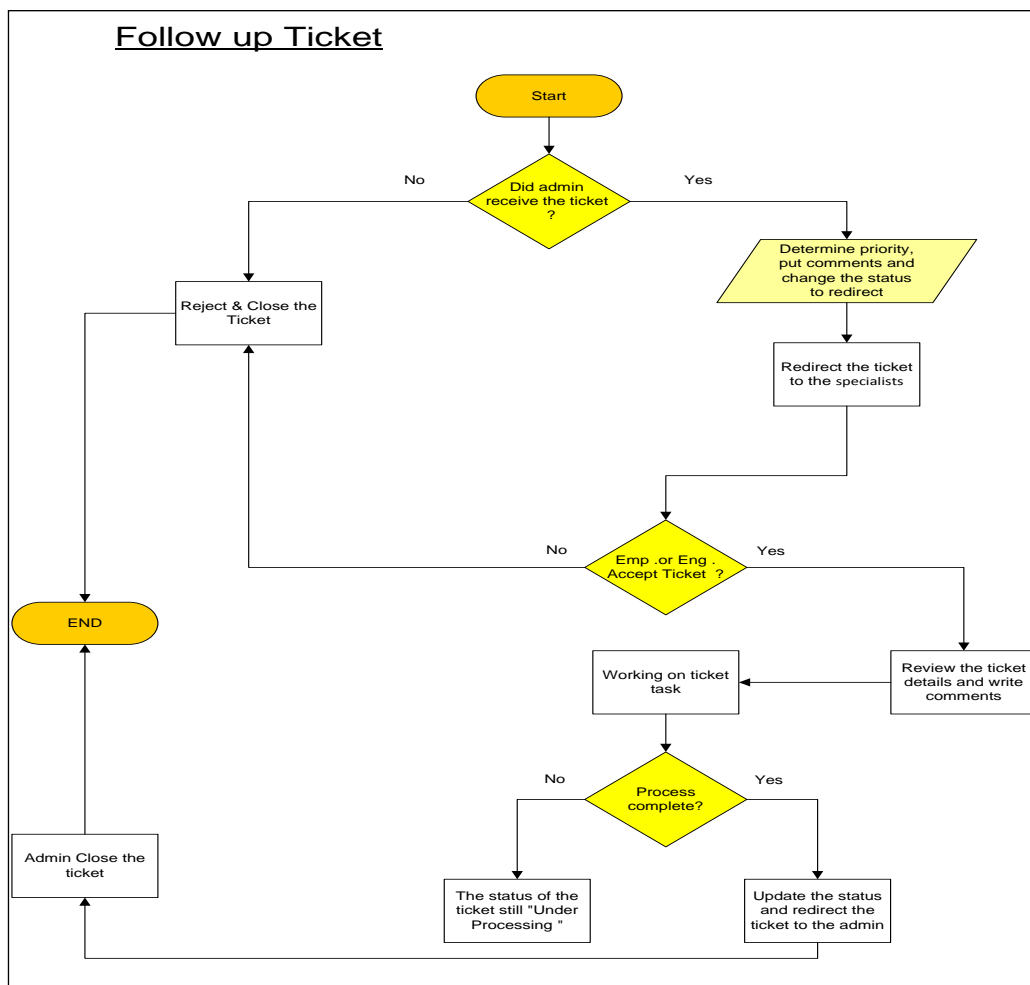 Follow up Ticket
Start
Did admin
receive the ticket
?
No
Yes
Determine priority,
put comments and
change the status
to redirect
Reject & Close the
Ticket
Redirect the ticket
to the specialists
Emp .or Eng .
Accept Ticket ?
No
Yes
END
Working on ticket
task
Review the ticket
details and write
comments
Process
complete?
No
Yes
Admin Close the
ticket
The status of the
ticket still "Under
Processing "
Update the status
and redirect the
ticket to the admin